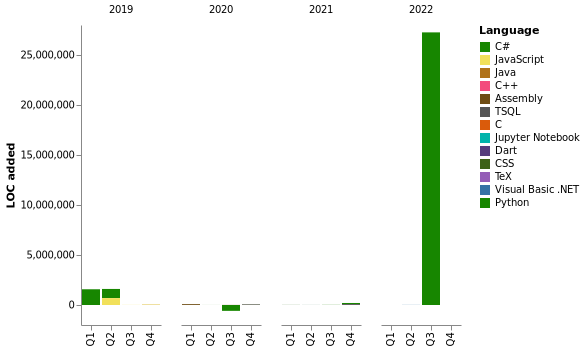 2019 2020 2021 2022
LOC added
25,000,000
20,000,000
15,000,000
10,000,000
5,000,000
0
Q1 Q2 Q3 Q4 Q1 Q2 Q3 Q4 Q1 Q2 Q3 Q4 Q1 Q2 Q3 Q4
Language
C#
JavaScript
Java
C++
Assembly
TSQL
C
Jupyter Notebook
Dart
CSS
TeX
Visual Basic .NET
Python